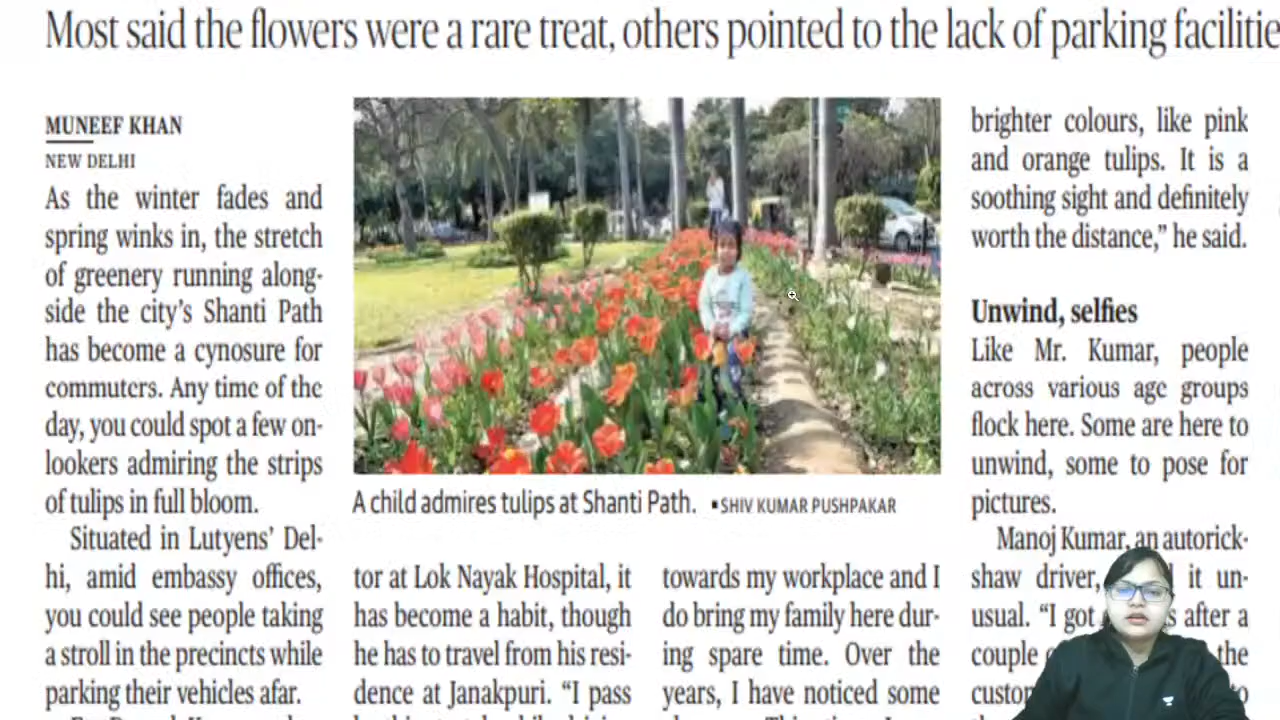 Most said the flowers were a rare treat, others pointed to the lack of parking facilitie
MUNEEF KHAN
NEW DELHI
As the winter fades and
spring winks in, the stretch
of greenery running along-
side the city's Shanti Path
has become a cynosure for
commuters. Any time of the
day, you could spot a few on-
lookers admiring the strips
of tulips in full bloom.
Situated in Lutyens' Del-
hi, amid embassy offices,
you could see people taking
a stroll in the precincts while
parking their vehicles afar.
A child admires tulips at Shanti Path. ▪SHIV KUMAR PUSHPAKAR
tor at Lok Nayak Hospital, it
has become a habit, though
he has to travel from his resi-
dence at Janakpuri. "I pass
towards my workplace and I
do bring my family here dur-
ing spare time. Over the
years, I have noticed some
brighter colours, like pink
and orange tulips. It is a
soothing sight and definitely
worth the distance," he said.
Unwind, selfies
Like Mr. Kumar, people
across various age groups
flock here. Some are here to
unwind, some to pose for
pictures.
Manoj Kumar, an autorick-
shaw driver, it un-
usual. "I got after a
couple the